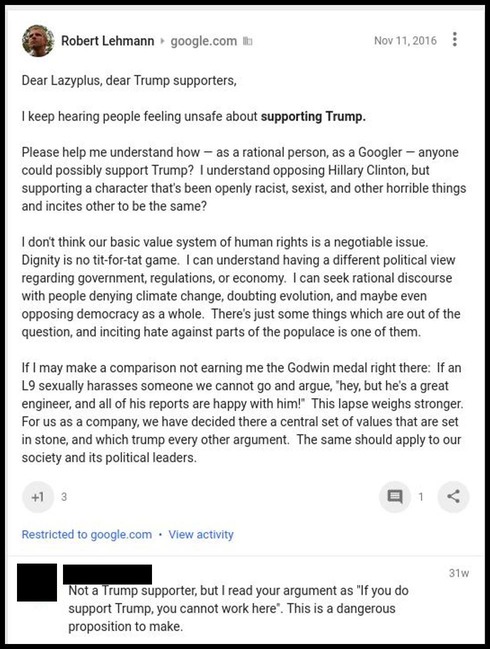 Robert Lehmann ▸ google.com
Nov 11, 2016
Dear Lazyplus, dear Trump supporters,
I keep hearing people feeling unsafe about supporting Trump.
Please help me understand how — as a rational person, as a Googler — anyone
could possibly support Trump?  I understand opposing Hillary Clinton, but
supporting a character that's been openly racist, sexist, and other horrible things
and incites other to be the same?
I don't think our basic value system of human rights is a negotiable issue.
Dignity is no tit-for-tat game.  I can understand having a different political view
regarding government, regulations, or economy.  I can seek rational discourse
with people denying climate change, doubting evolution, and maybe even
opposing democracy as a whole.  There's just some things which are out of the
question, and inciting hate against parts of the populace is one of them.
If I may make a comparison not earning me the Godwin medal right there:  If an
L9 sexually harasses someone we cannot go and argue, "hey, but he's a great
engineer, and all of his reports are happy with him!"  This lapse weighs stronger.
For us as a company, we have decided there a central set of values that are set
in stone, and which trump every other argument.  The same should apply to our
society and its political leaders.
+1 3
1
Restricted to google.com • View activity
31w
Not a Trump supporter, but I read your argument as "If you do
support Trump, you cannot work here". This is a dangerous
proposition to make.